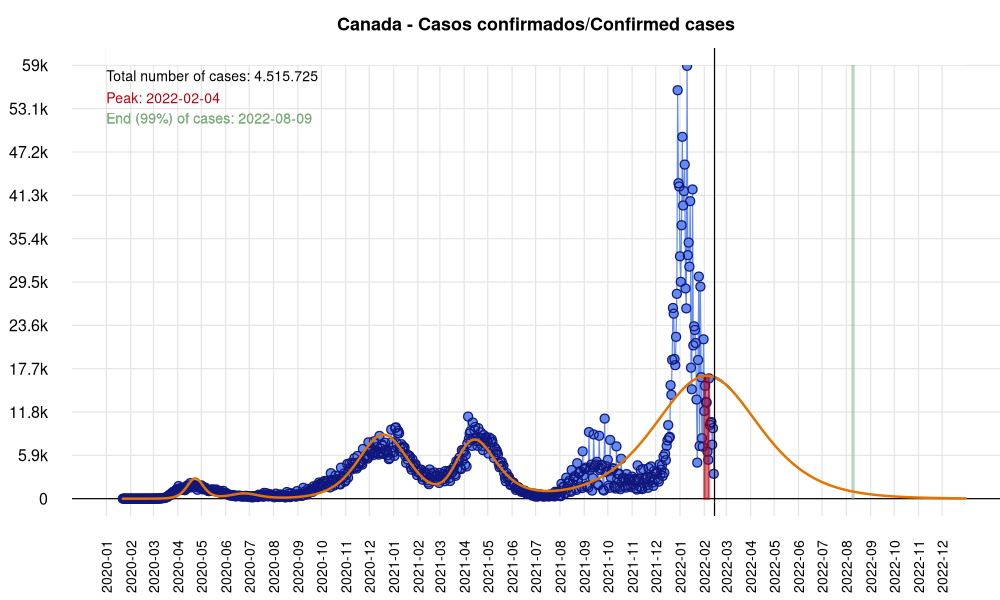 Canada - Casos confirmados/Confirmed cases
59k
Total number of cases: 4.515.725
Peak: 2022-02-04
53.1k
End (99%) of cases: 2022-08-09
47.2k
41.3k
35.4k
29.5k
23.6k
17.7k
11.8k
5.9k
0
2020-01
2020-02
2020-03
2020-04
2020-05
2020-06
2020-07
2020-08
2020-09
2020-10
2020-11
2020-12
2021-01
2021-02
2021-03
2021-04
2021-05
2021-06
2021-07
2021-08
2021-09
2021-10
2021-11
2021-12
2022-01
2022-02
2022-03
2022-04
2022-05
2022-06
2022-07
2022-08
2022-09
2022-10
2022-11
2022-12